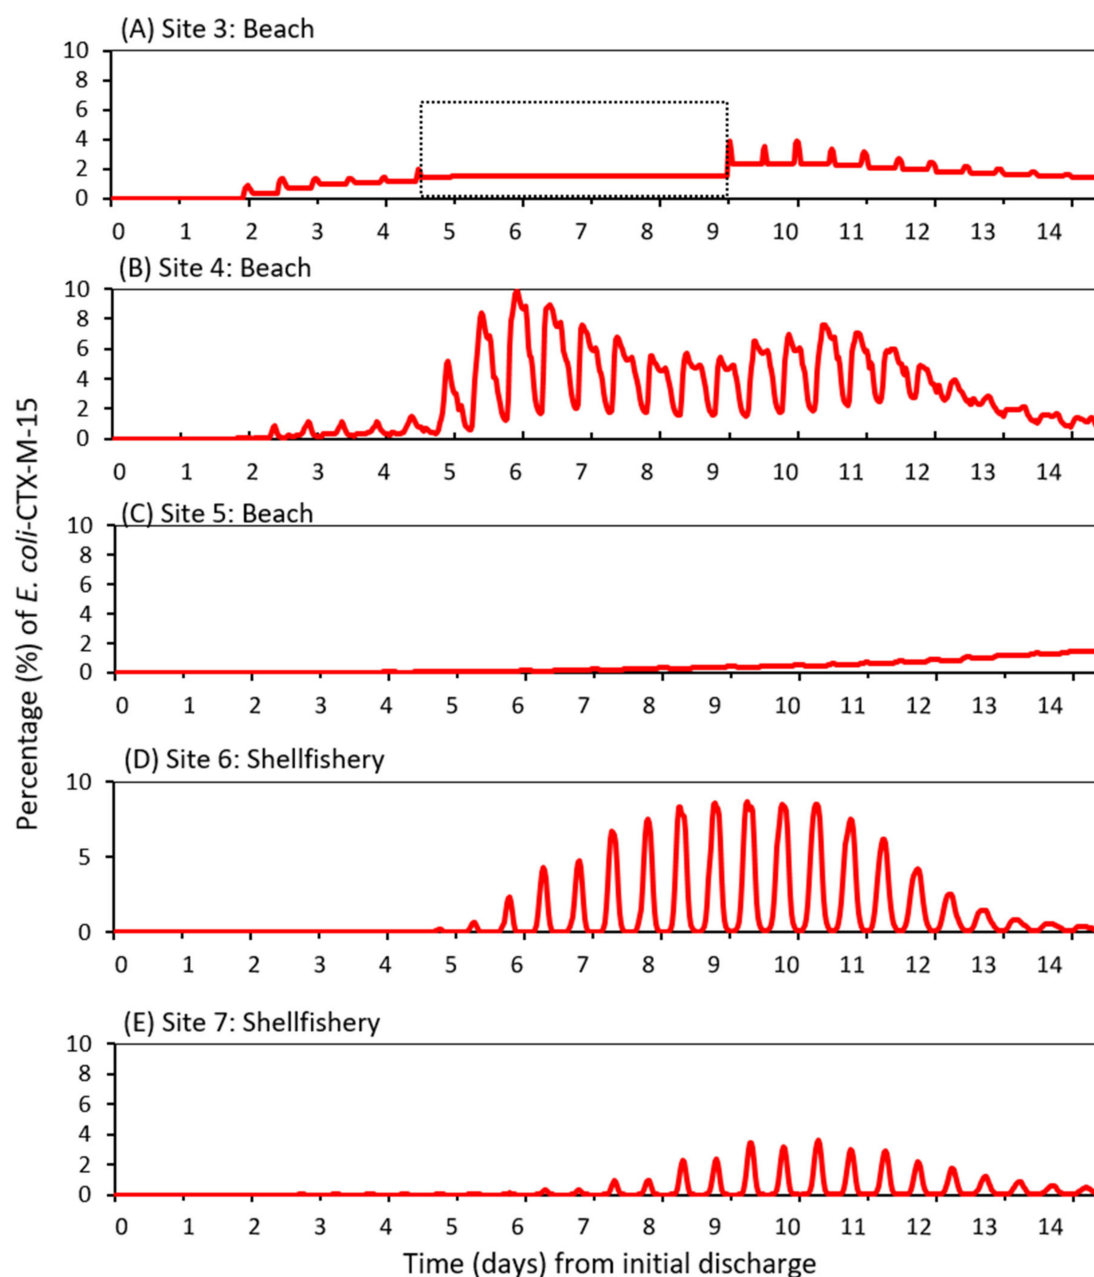 (A) Site 3: Beach
10
8
6
4
2
0
0 1 2 3 4 5 6 7 8 9 10 11 12 13 14
(B) Site 4: Beach
10
8
6
4
2
0
0 1 2 3 4 5 6 7 8 9 10 11 12 13 14
(C) Site 5: Beach
10
8
6
4
2
0
0 1 2 3 4 5 6 7 8 9 10 11 12 13 14
(D) Site 6: Shellfishery
10
5
0
0 1 2 3 4 5 6 7 8 9 10 11 12 13 14
(E) Site 7: Shellfishery
10
8
6
4
2
0
0 1 2 3 4 5 6 7 8 9 10 11 12 13 14
Time (days) from initial discharge
Percentage (%) of E. coli-CTX-M-15